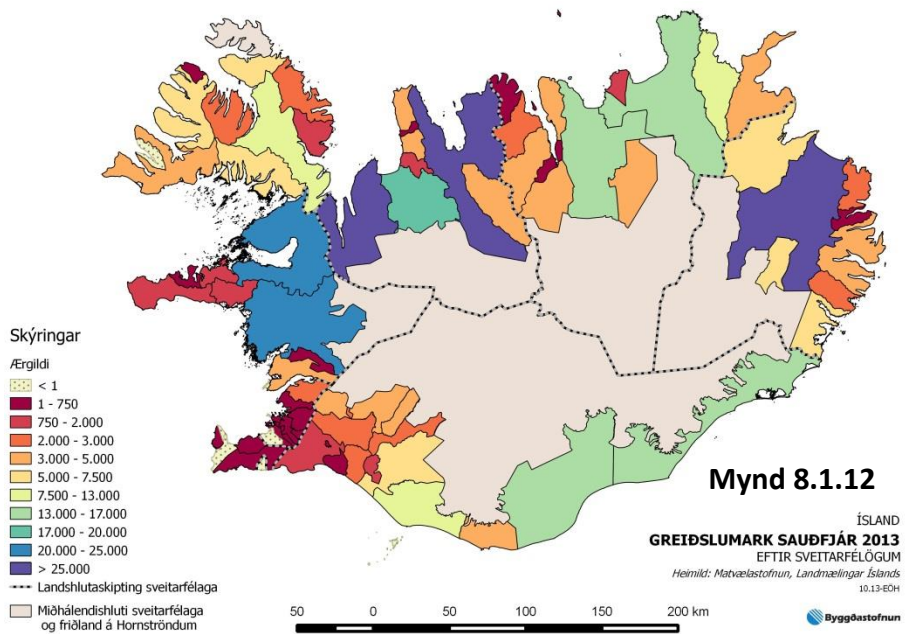 Skýringar
Ærgildi
< 1
1 - 750
750 - 2.000
2.000 - 3.000
3.000 - 5.000
5.000 - 7.500
7.500 - 13.000
13.000 - 17.000
17.000 - 20.000
20.000 - 25.000
> 25.000
Landshlutaskipting sveitarfélaga
Miðhálendishluti sveitarfélaga
og friðland á Hornströndum
50 0 50 100 200 km
Mynd 8.1.12
ÍSLAND
GREIÐSLUMARK SAUÐFJÁR 2013
EFTIR SVEITARFÉLÖGUM
Heimild: Matvælastofnun, Landmælingar Íslands
10.13-EÖH
Byggðastofnun